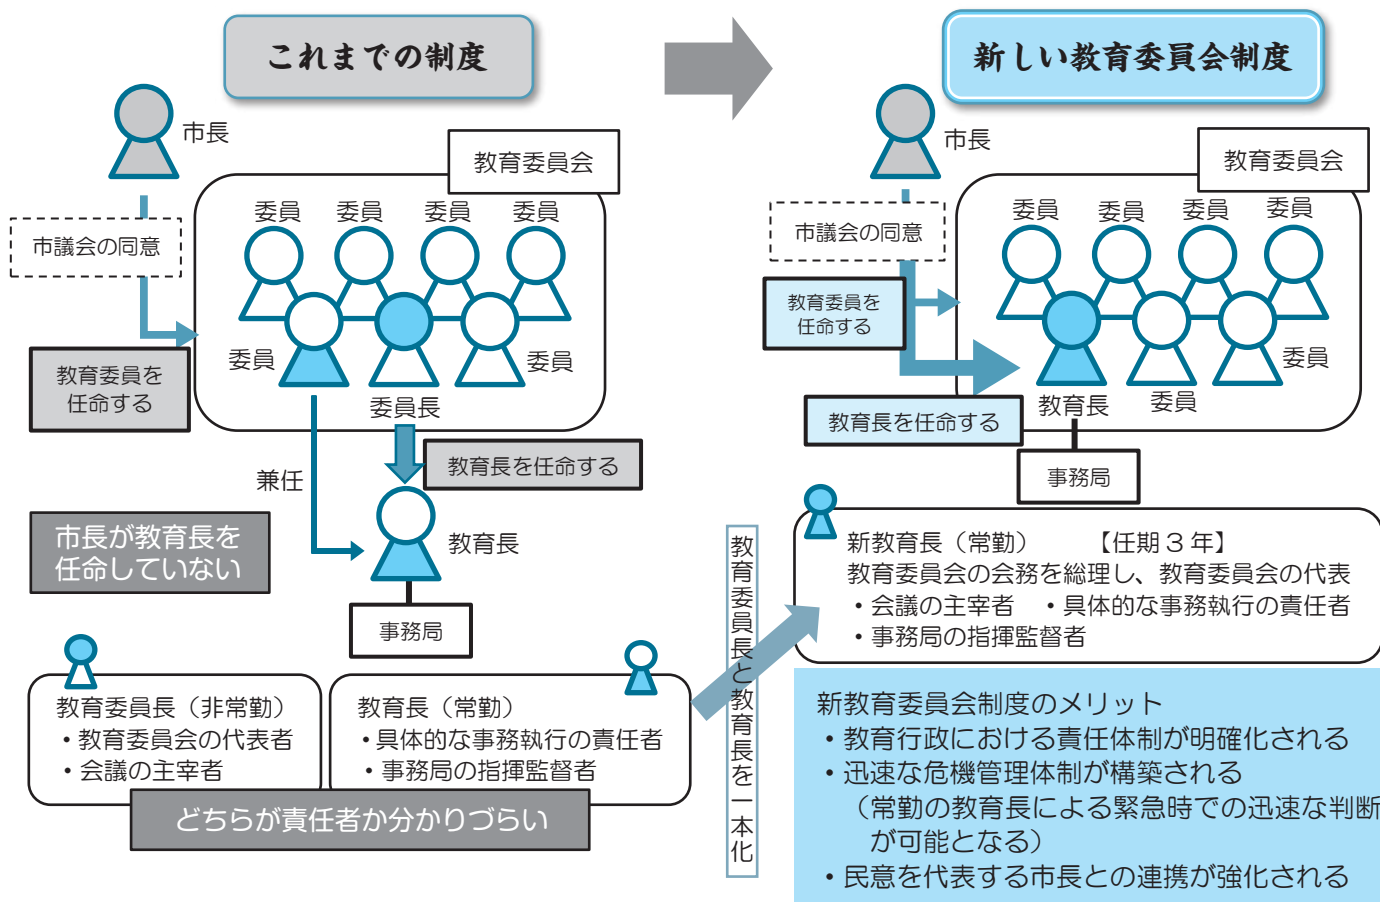 これまでの制度
市長
教育委員会
委員
委員
委員
委員
市議会の同意
委員
委員
教育委員を
任命する
委員長
教育長を任命する
兼任
市長が教育長を
任命していない
教育長
事務局
教育委員長（非常勤）
・教育委員会の代表者
・会議の主宰者
教育長（常勤）
・具体的な事務執行の責任者
・事務局の指揮監督者
どちらが責任者か分かりづらい
教育委員長と教育長を一本化
新しい教育委員会制度
市長
教育委員会
委員
委員
委員
委員
市議会の同意
教育委員を
任命する
委員
教育長
委員
教育長を任命する
事務局
新教育長（常勤）　【任期３年】
教育委員会の会務を総理し、教育委員会の代表
・会議の主宰者　・具体的な事務執行の責任者
・事務局の指揮監督者
新教育委員会制度のメリット
・教育行政における責任体制が明確化される
・迅速な危機管理体制が構築される
（常勤の教育長による緊急時での迅速な判断
が可能となる）
・民意を代表する市長との連携が強化される